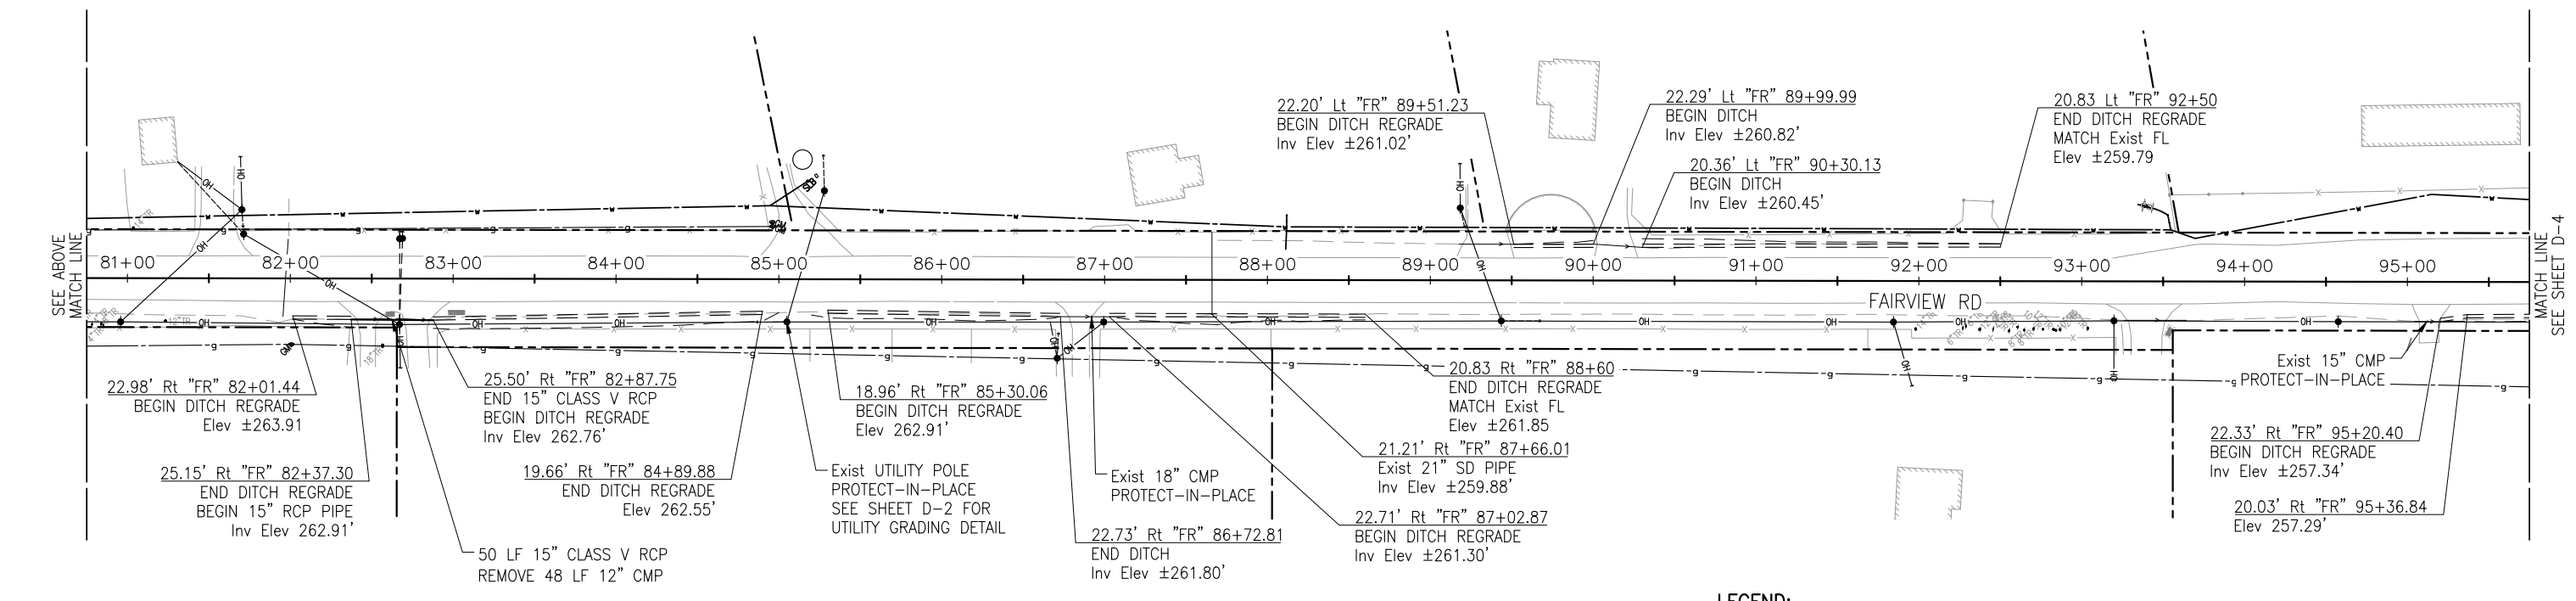 22.20' Lt "FR" 89+51.23
BEGIN DITCH REGRADE
Inv Elev ±261.02'
22.29' Lt "FR" 89+99.99
BEGIN DITCH
Inv Elev ±260.82'
20.36' Lt "FR" 90+30.13
BEGIN DITCH
Inv Elev ±260.45'
20.83 Lt "FR" 92+50
END DITCH REGRADE
MATCH Exist FL
Elev ±259.79
SEE ABOVE
MATCH LINE
81+00
82+00
83+00
84+00
85+00
86+00
87+00
88+00
89+00
90+00
91+00
92+00
93+00
94+00
95+00
MATCH LINE
SEE SHEET D-4
FAIRVIEW RD
22.98' Rt "FR" 82+01.44
BEGIN DITCH REGRADE
Elev ±263.91
25.15' Rt "FR" 82+37.30
END DITCH REGRADE
BEGIN 15" RCP PIPE
Inv Elev 262.91'
25.50' Rt "FR" 82+87.75
END 15" CLASS V RCP
BEGIN DITCH REGRADE
Inv Elev 262.76'
50 LF 15" CLASS V RCP
REMOVE 48 LF 12" CMP
19.66' Rt "FR" 84+89.88
END DITCH REGRADE
Elev 262.55'
Exist UTILITY POLE
PROTECT-IN-PLACE
SEE SHEET D-2 FOR
UTILITY GRADING DETAIL
18.96' Rt "FR" 85+30.06
BEGIN DITCH REGRADE
Elev 262.91'
Exist 18" CMP
PROTECT-IN-PLACE
22.73' Rt "FR" 86+72.81
END DITCH
Inv Elev ±261.80'
20.83 Rt "FR" 88+60
END DITCH REGRADE
MATCH Exist FL
Elev ±261.85
21.21' Rt "FR" 87+66.01
Exist 21" SD PIPE
Inv Elev ±259.88'
22.71' Rt "FR" 87+02.87
BEGIN DITCH REGRADE
Inv Elev ±261.30'
Exist 15" CMP
PROTECT-IN-PLACE
22.33' Rt "FR" 95+20.40
BEGIN DITCH REGRADE
Inv Elev ±257.34'
20.03' Rt "FR" 95+36.84
Elev 257.29'
LEGEND: